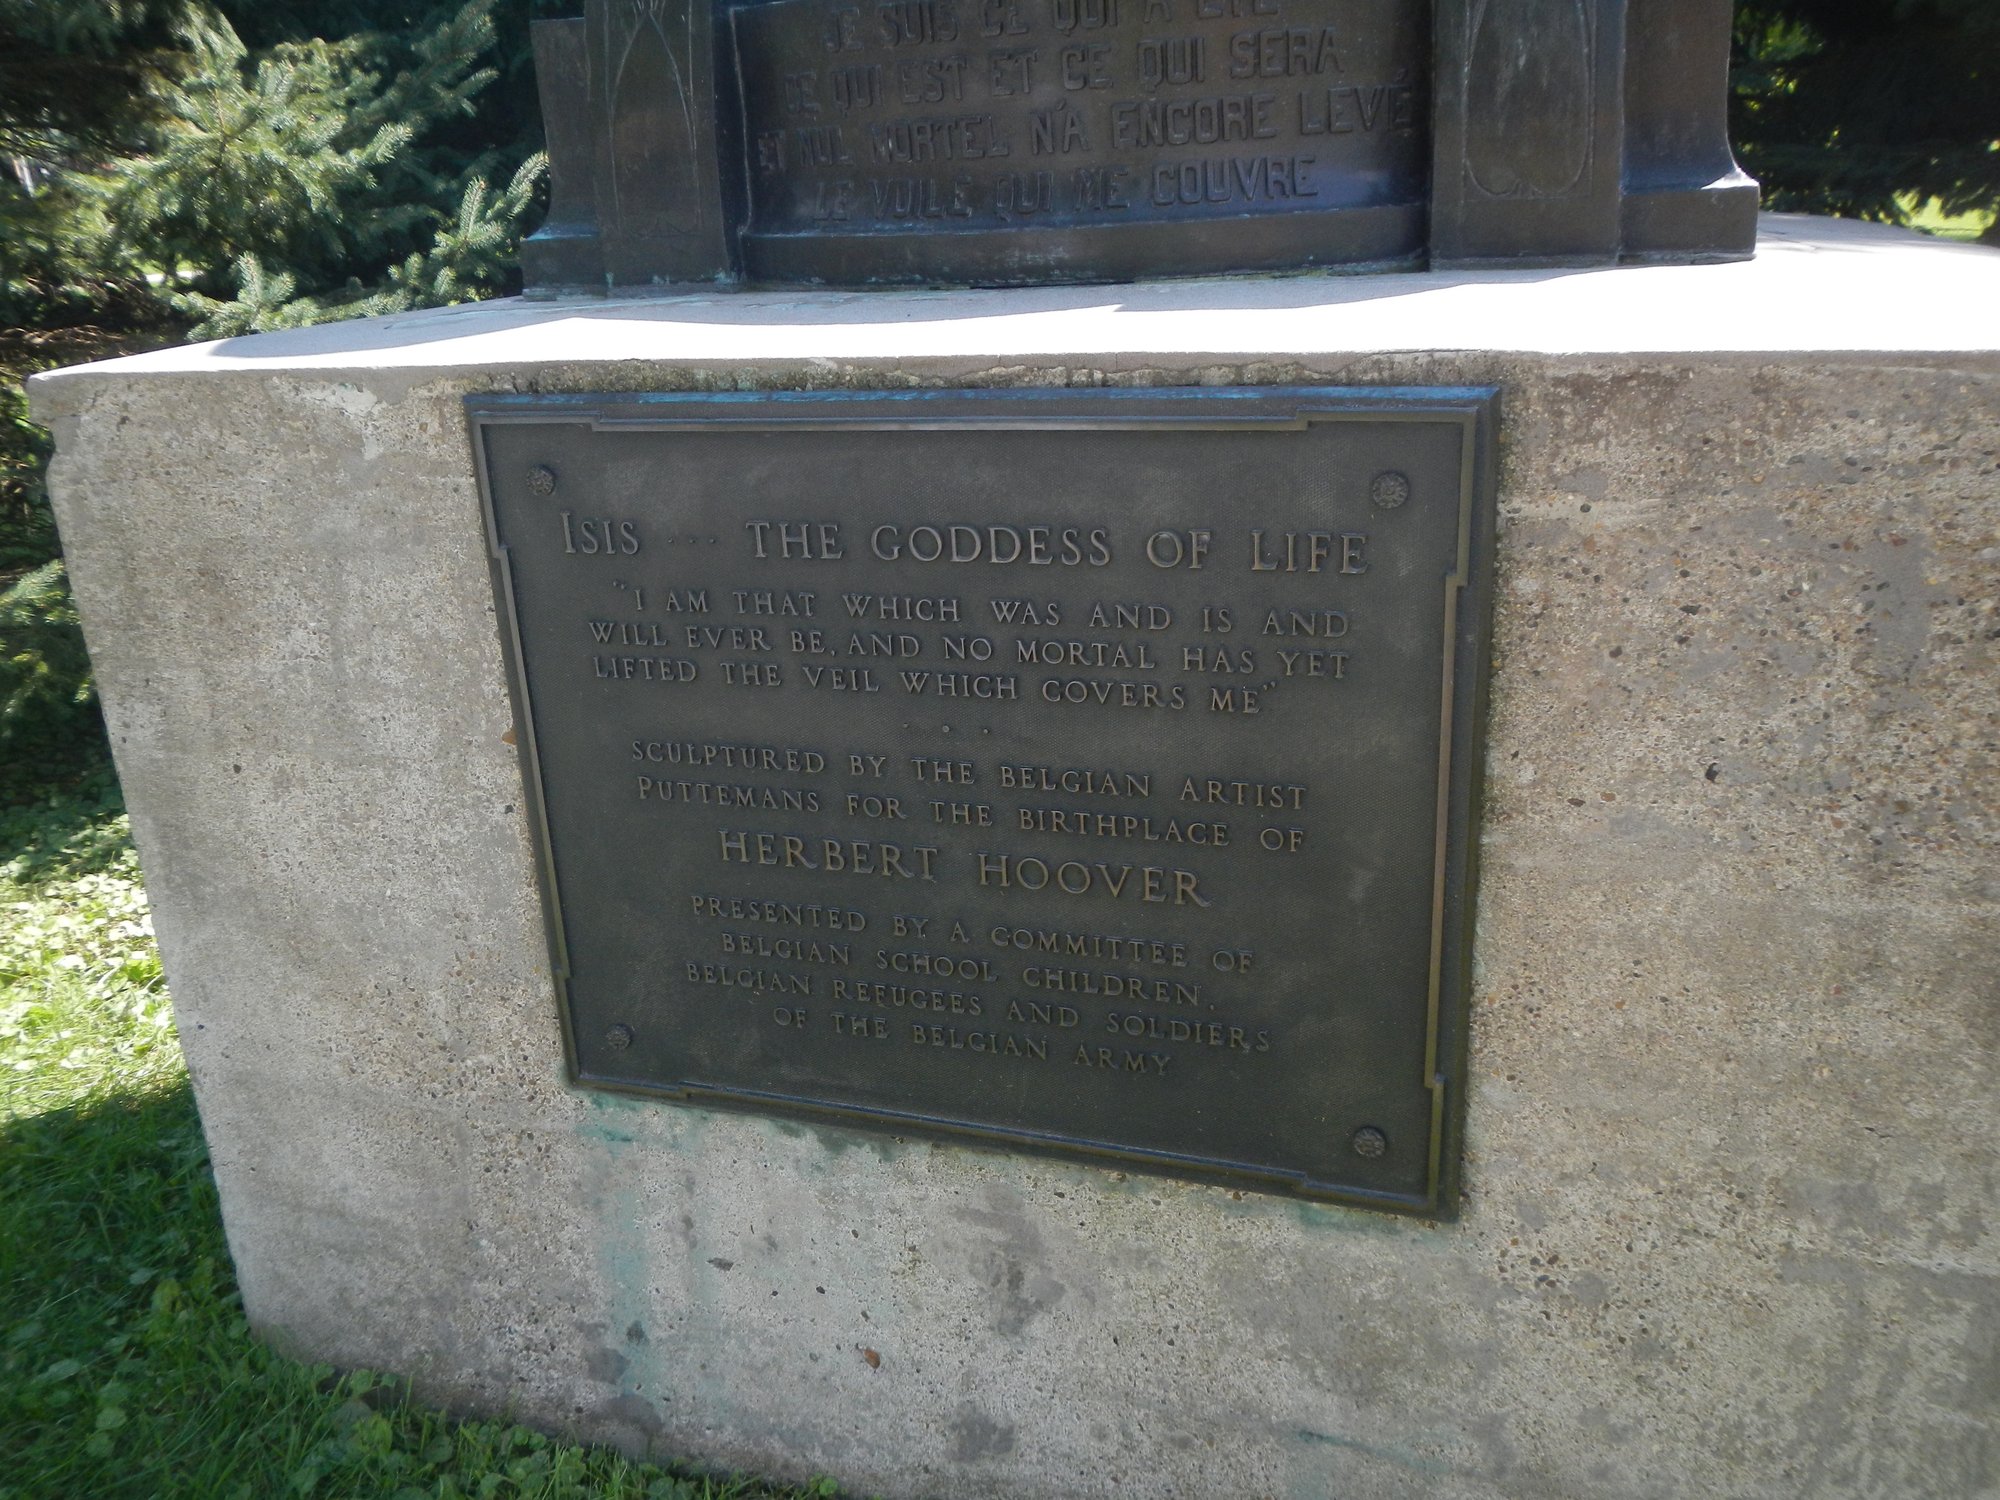 JE SUIS CE QUI A ÉTÉ
CE QUI EST ET CE QUI SERA
ET NUL MORTEL N'A ENCORE LEVÉ
LE VOILE QUI ME COUVRE
ISIS ... THE GODDESS OF LIFE
"I AM THAT WHICH WAS AND IS AND
WILL EVER BE, AND NO MORTAL HAS YET
LIFTED THE VEIL WHICH COVERS ME"
. . .
SCULPTURED BY THE BELGIAN ARTIST
PUTTEMANS FOR THE BIRTHPLACE OF
HERBERT HOOVER
PRESENTED BY A COMMITTEE OF
BELGIAN SCHOOL CHILDREN,
BELGIAN REFUGEES AND SOLDIERS
OF THE BELGIAN ARMY